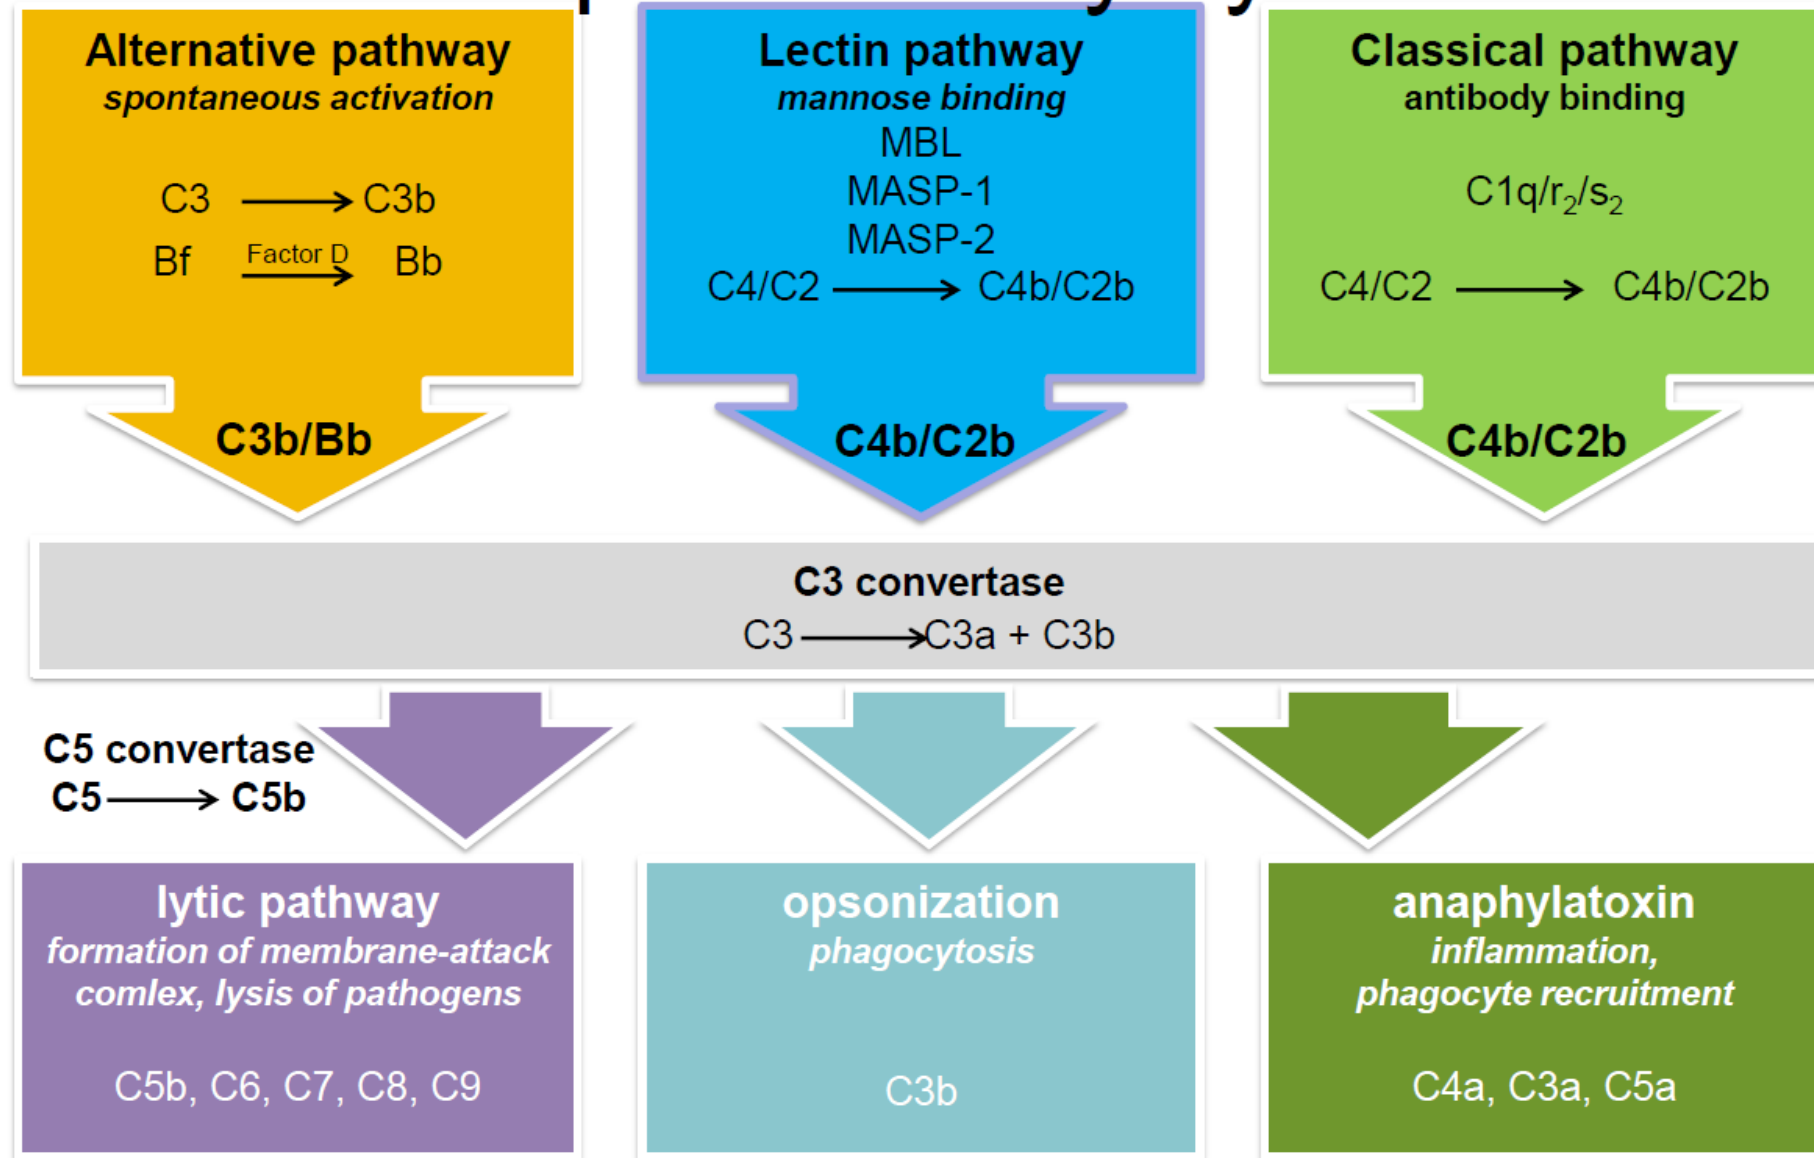 Alternative pathway
spontaneous activation
C3 → C3b
Bf Factor D → Bb
C3b/Bb
Lectin pathway
mannose binding
MBL
MASP-1
MASP-2
C4/C2 → C4b/C2b
C4b/C2b
Classical pathway
antibody binding
C1q/r₂/s₂
C4/C2 → C4b/C2b
C4b/C2b
C3 convertase
C3 → C3a + C3b
C5 convertase
C5 → C5b
lytic pathway
formation of membrane-attack
comlex, lysis of pathogens
C5b, C6, C7, C8, C9
opsonization
phagocytosis
C3b
anaphylatoxin
inflammation,
phagocyte recruitment
C4a, C3a, C5a